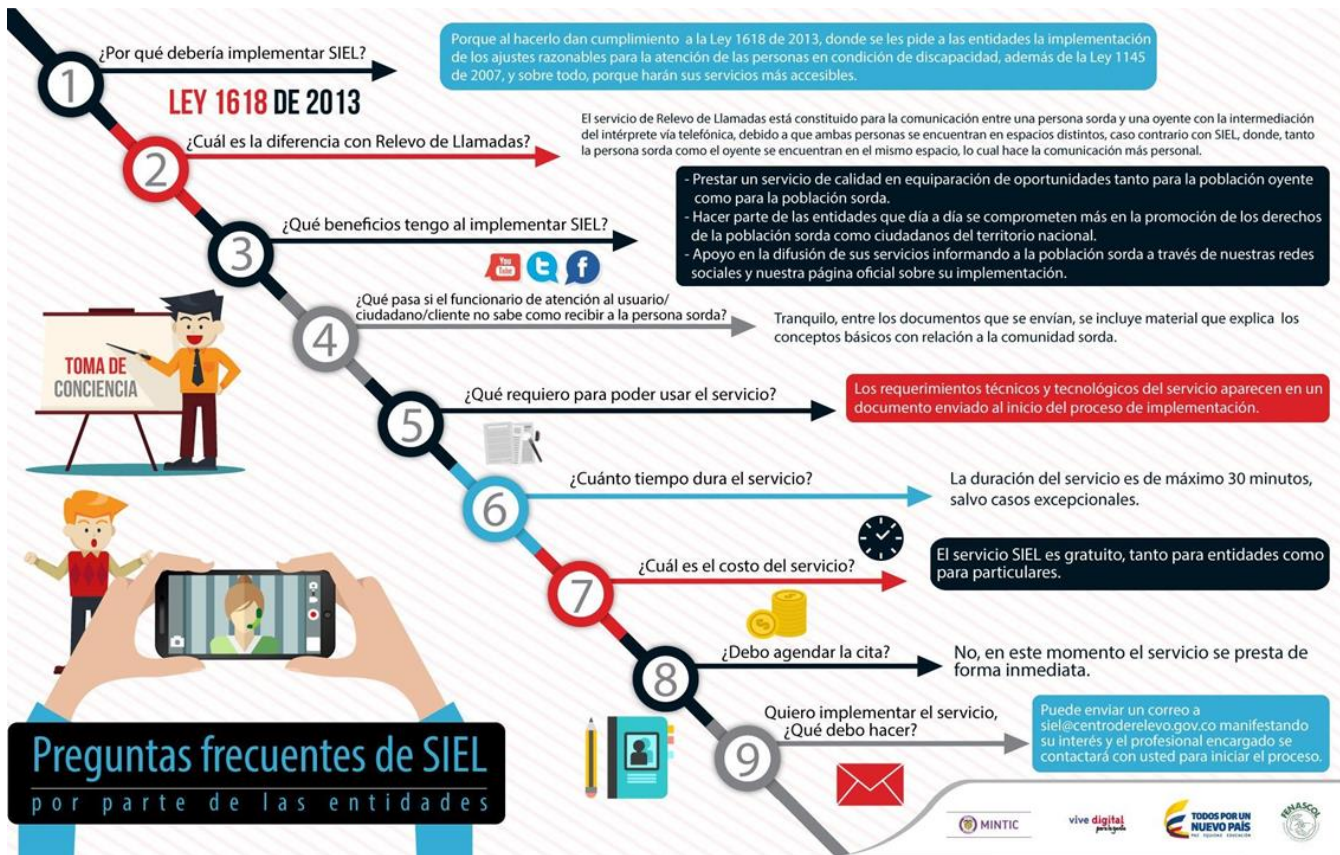 1
¿Por qué debería implementar SIEL?
LEY 1618 DE 2013
Porque al hacerlo dan cumplimiento a la Ley 1618 de 2013, donde se les pide a las entidades la implementación
de los ajustes razonables para la atención de las personas en condición de discapacidad, además de la Ley 1145
de 2007, y sobre todo, porque harán sus servicios más accesibles.
2
¿Cuál es la diferencia con Relevo de Llamadas?
El servicio de Relevo de Llamadas está constituido para la comunicación entre una persona sorda y una oyente con la intermediación
del intérprete vía telefónica, debido a que ambas personas se encuentran en espacios distintos, caso contrario con SIEL, donde, tanto
la persona sorda como el oyente se encuentran en el mismo espacio, lo cual hace la comunicación más personal.
3
¿Qué beneficios tengo al implementar SIEL?
You
Tube
- Prestar un servicio de calidad en equiparación de oportunidades tanto para la población oyente
como para la población sorda.
- Hacer parte de las entidades que día a día se comprometen más en la promoción de los derechos
de la población sorda como ciudadanos del territorio nacional.
- Apoyo en la difusión de sus servicios informando a la población sorda a través de nuestras redes
sociales y nuestra página oficial sobre su implementación.
4
¿Qué pasa si el funcionario de atención al usuario/
ciudadano/cliente no sabe como recibir a la persona sorda?
Tranquilo, entre los documentos que se envían, se incluye material que explica los
conceptos básicos con relación a la comunidad sorda.
TOMA DE
CONCIENCIA
5
¿Qué requiero para poder usar el servicio?
Los requerimientos técnicos y tecnológicos del servicio aparecen en un
documento enviado al inicio del proceso de implementación.
6
¿Cuánto tiempo dura el servicio?
La duración del servicio es de máximo 30 minutos,
salvo casos excepcionales.
7
¿Cuál es el costo del servicio?
El servicio SIEL es gratuito, tanto para entidades como
para particulares.
8
¿Debo agendar la cita?
No, en este momento el servicio se presta de
forma inmediata.
9
Quiero implementar el servicio,
¿Qué debo hacer?
Puede enviar un correo a
siel@centroderelevo.gov.co manifestando
su interés y el profesional encargado se
contactará con usted para iniciar el proceso.
Preguntas frecuentes de SIEL
por parte de las entidades
MINTIC
vive digital
para la gente
TODOS POR UN
NUEVO PAÍS
PAZ EQUIDAD EDUCACIÓN
FENASCOL